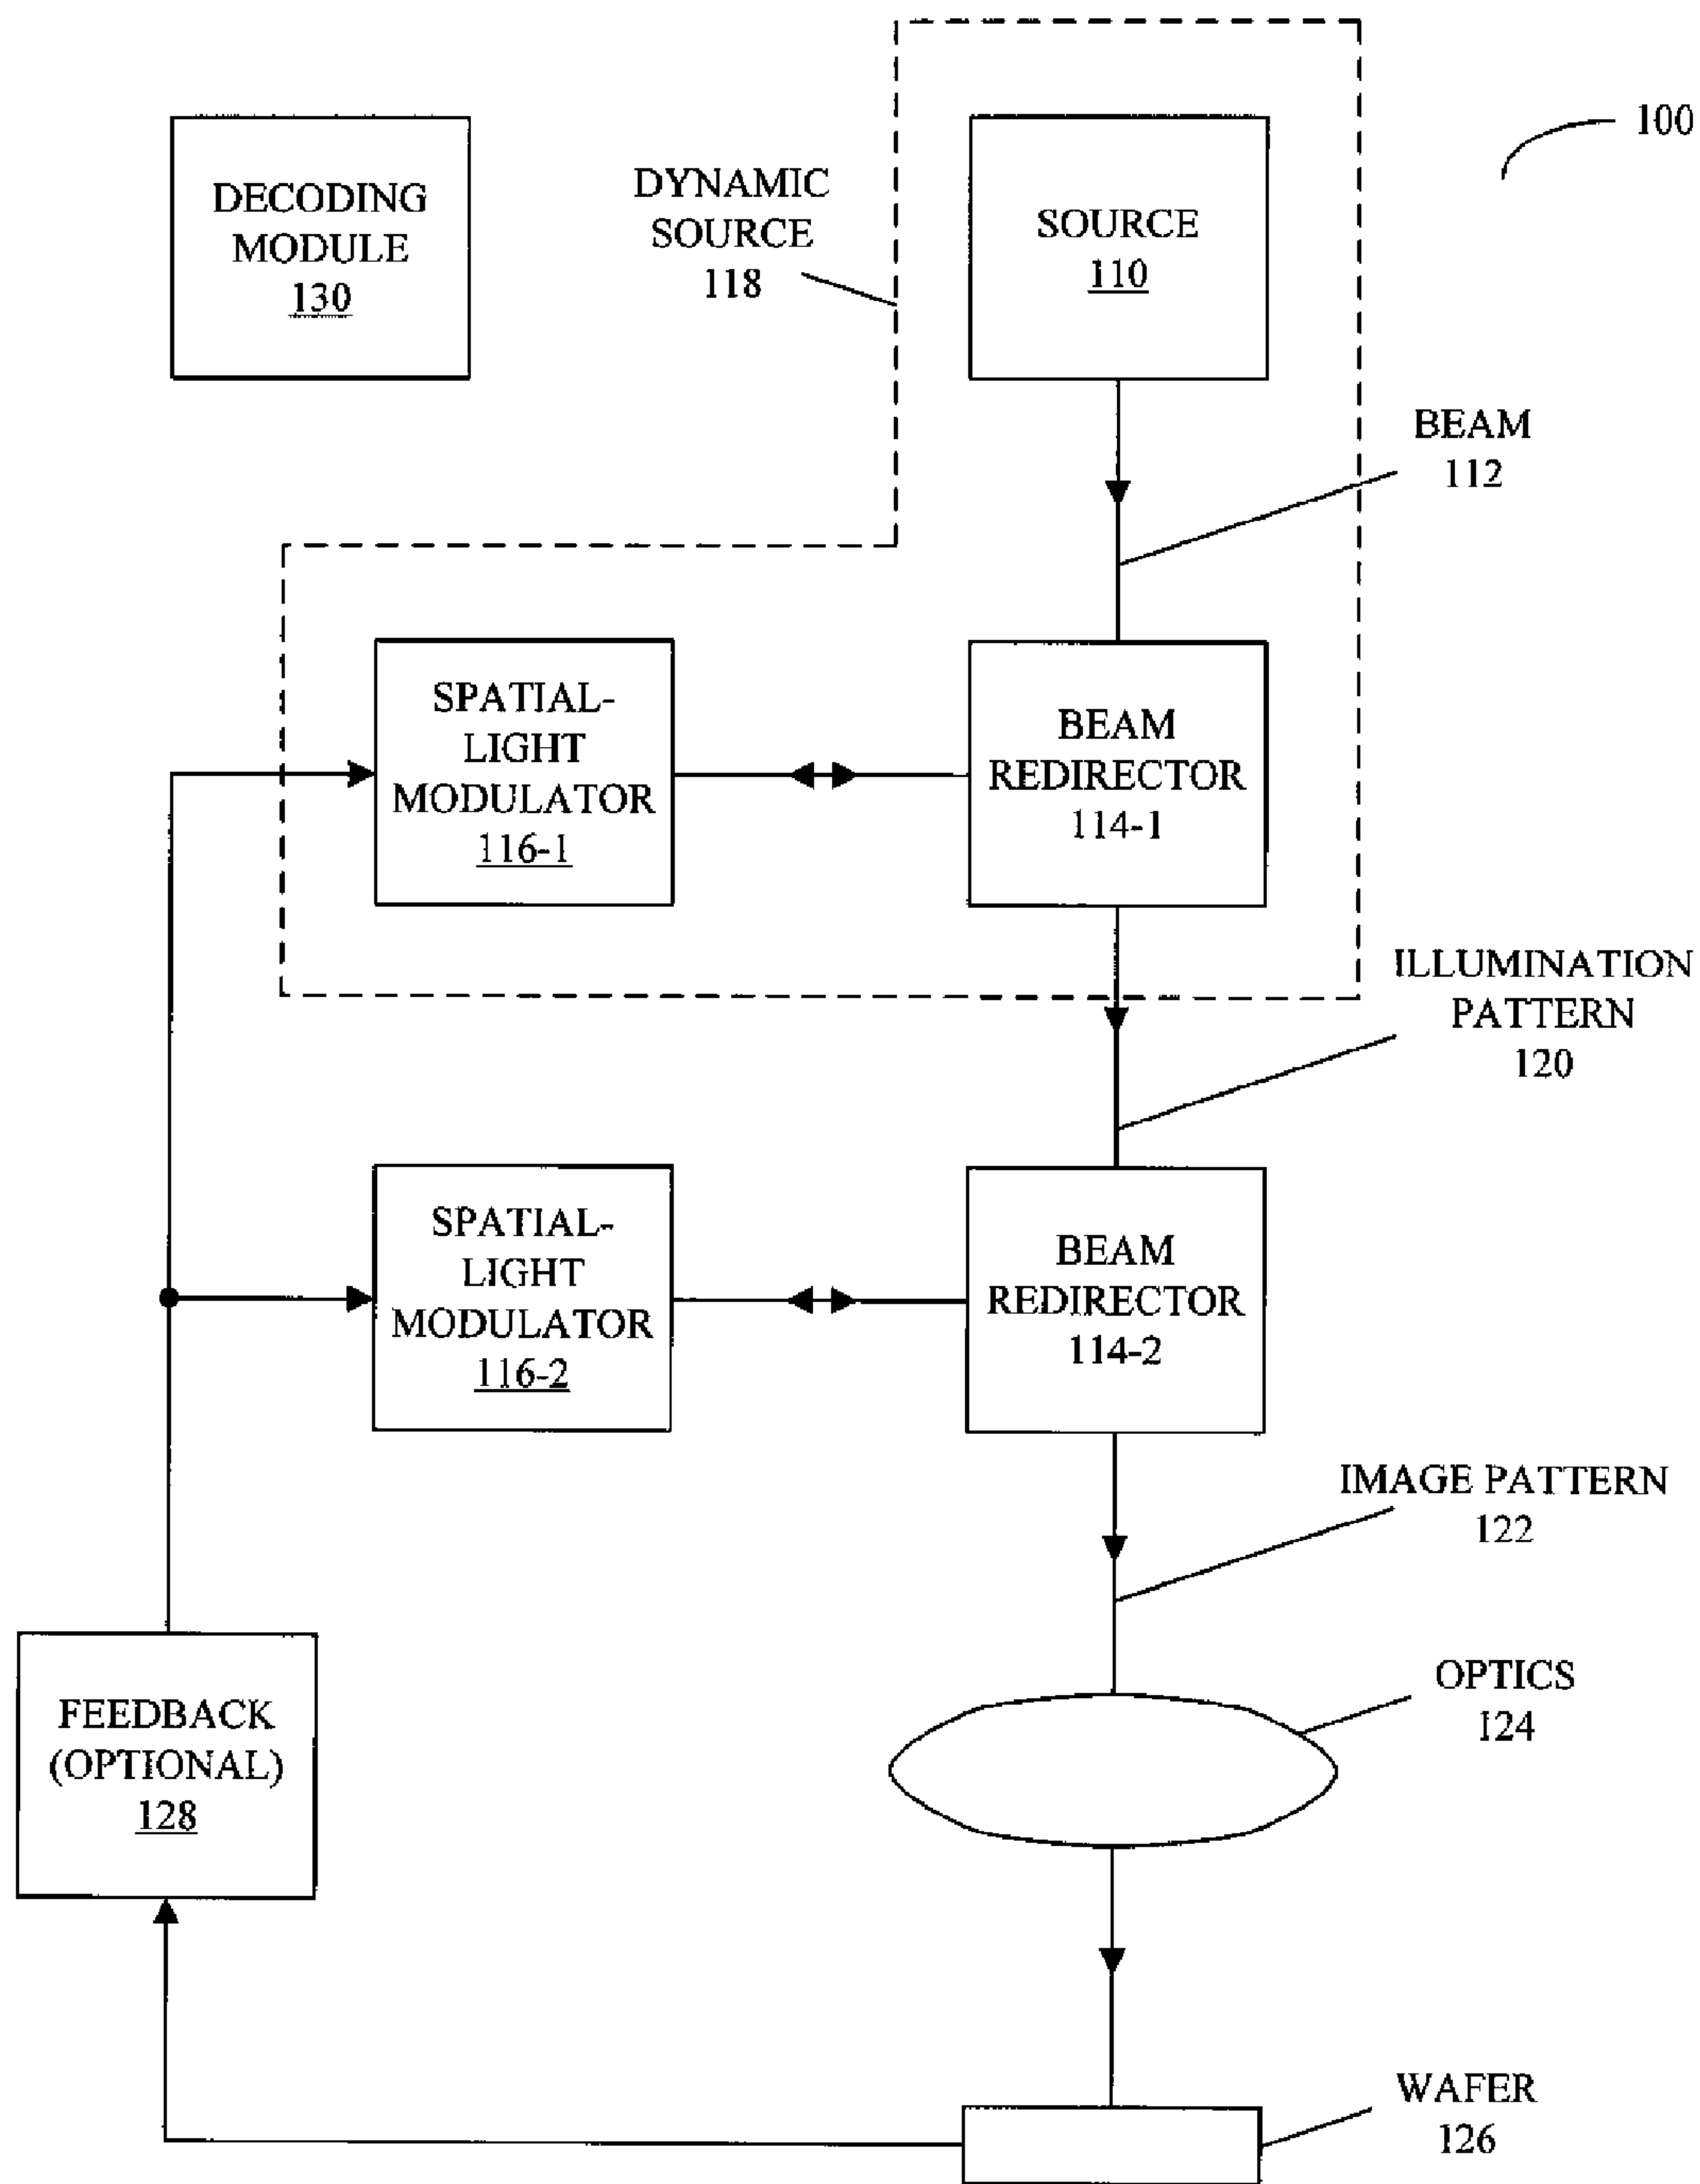 100
DECODING
MODULE
130
DYNAMIC
SOURCE
118
SOURCE
110
BEAM
112
SPATIAL-
LIGHT
MODULATOR
116-1
BEAM
REDIRECTOR
114-1
ILLUMINATION
PATTERN
120
SPATIAL-
LIGHT
MODULATOR
116-2
BEAM
REDIRECTOR
114-2
IMAGE PATTERN
122
FEEDBACK
(OPTIONAL)
128
OPTICS
124
WAFER
126